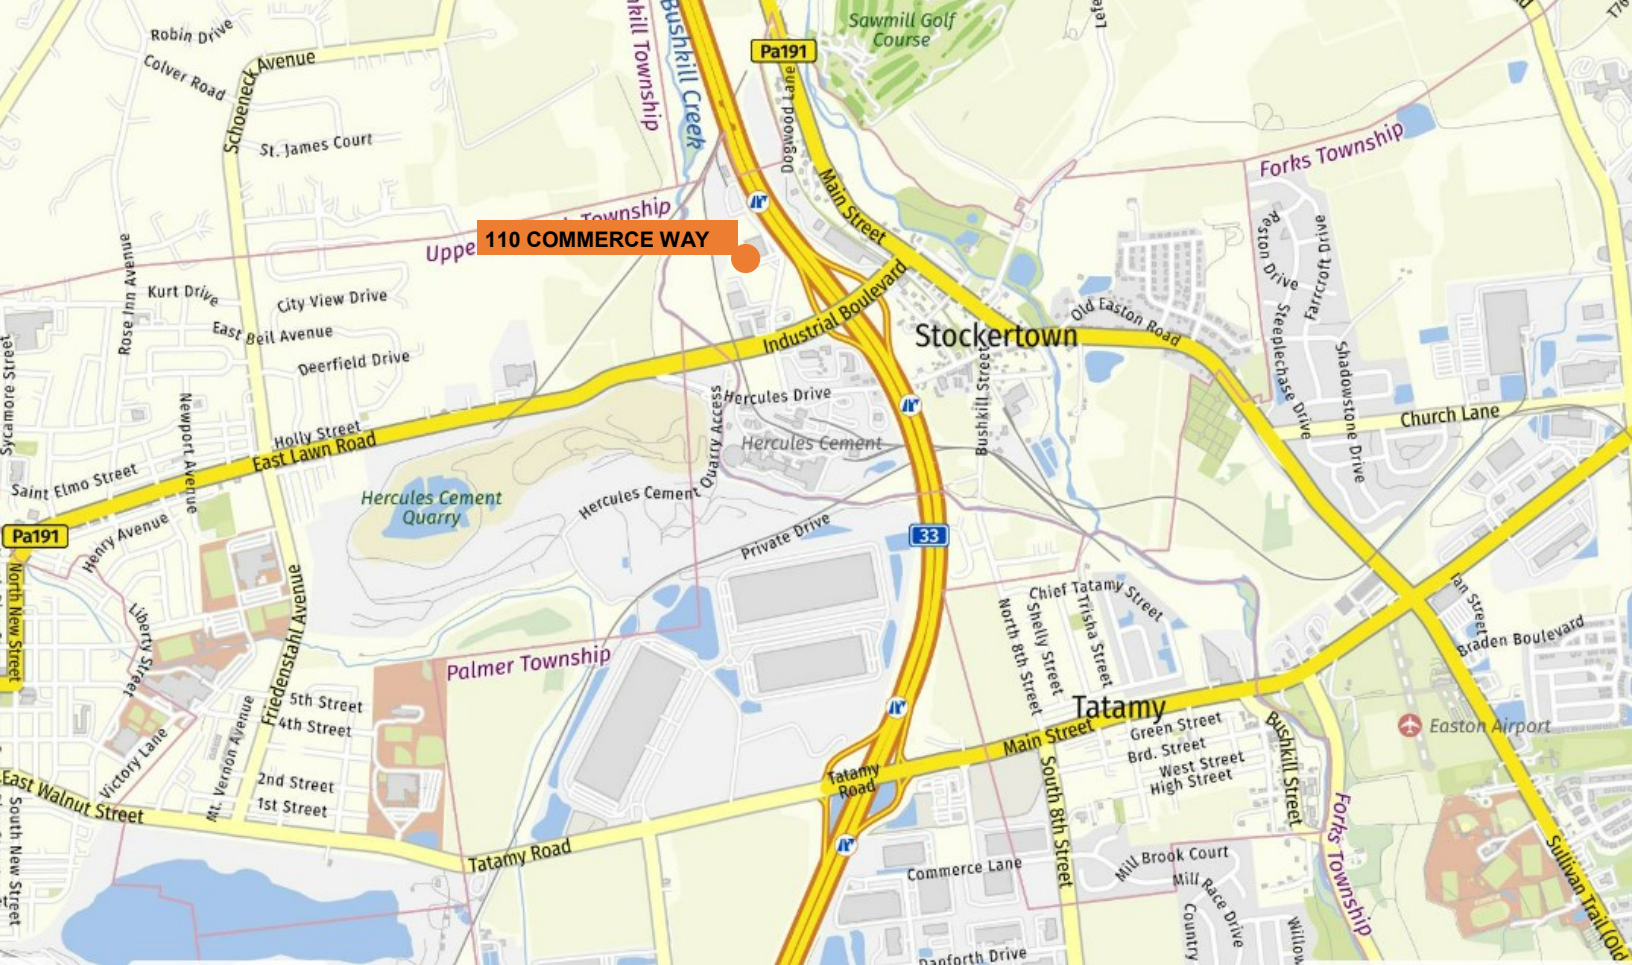 Robin Drive
Colver Road
Schoeneck Avenue
St. James Court
Bushkill Creek
Township
Pa191
Sawmill Golf
Course
Dogwood Lane
Main Street
Forks Township
Township
110 COMMERCE WAY
Rose Inn Avenue
Kurt Drive
City View Drive
East Beil Avenue
Deerfield Drive
Sycamore Street
Newport Avenue
Holly Street
East Lawn Road
Saint Elmo Street
Henry Avenue
Pa191
North New Street
Industrial Boulevard
Stockertown
Old Easton Road
Reston Drive
Farrcroft Drive
Steeplechase Drive
Shadowstone Drive
Church Lane
Hercules Drive
Hercules Cement
Bushkill Street
Hercules Cement Quarry Access
Hercules Cement
Quarry
Private Drive
33
Chief Tatamy Street
North 8th Street
Shelly Street
Trisha Street
Ian Street
Braden Boulevard
Liberty Street
Friedenstahl Avenue
Palmer Township
5th Street
4th Street
2nd Street
1st Street
Mt. Vernon Avenue
Victory Lane
East Walnut Street
South New Street
Tatamy
Main Street
Green Street
Brd. Street
West Street
High Street
Bushkill Street
Easton Airport
Tatamy
Road
Tatamy Road
South 8th Street
Forks Township
Commerce Lane
Mill Brook Court
Mill Race Drive
Country
Willow
Danforth Drive
Sullivan Trail (Old